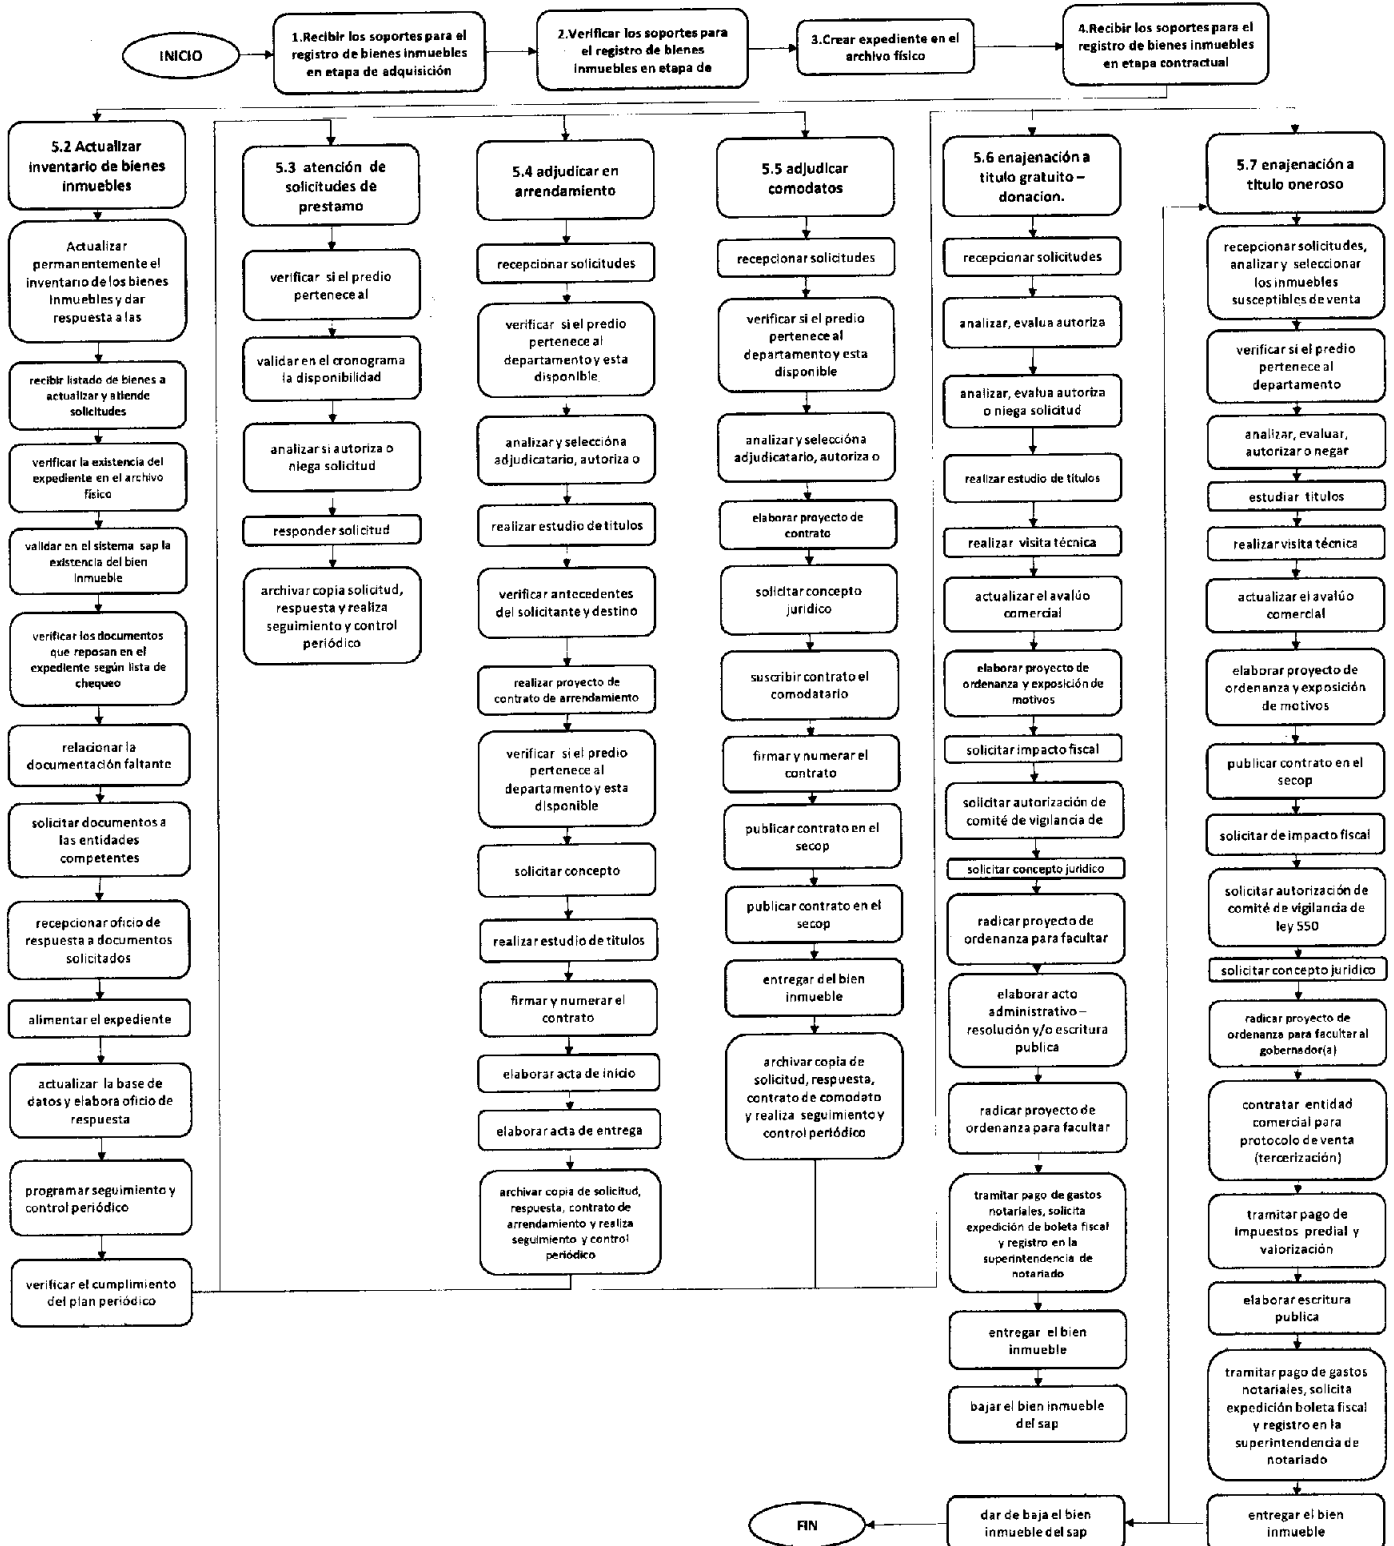 INICIO
1.Recibir los soportes para el
registro de bienes inmuebles
en etapa de adquisición
2.Verificar los soportes para
el registro de bienes
inmuebles en etapa de
3.Crear expediente en el
archivo físico
4.Recibir los soportes para el
registro de bienes inmuebles
en etapa contractual
5.2 Actualizar
inventario de bienes
inmuebles
Actualizar
permanentemente el
inventario de los bienes
inmuebles y dar
respuesta a las
recibir listado de bienes a
actualizar y atiende
solicitudes
verificar la existencia del
expediente en el archivo
físico
validar en el sistema sap la
existencia del bien
inmueble
verificar los documentos
que reposan en el
expediente según lista de
chequeo
relacionar la
documentación faltante
solicitar documentos a
las entidades
competentes
recepcionar oficio de
respuesta a documentos
solicitados
alimentar el expediente
actualizar la base de
datos y elabora oficio de
respuesta
programar seguimiento y
control periódico
verificar el cumplimiento
del plan periódico
5.3 atención de
solicitudes de
prestamo
verificar si el predio
pertenece al
validar en el cronograma
la disponibilidad
analizar si autoriza o
niega solicitud
responder solicitud
archivar copia solicitud,
respuesta y realiza
seguimiento y control
periódico
5.4 adjudicar en
arrendamiento
recepcionar solicitudes
verificar si el predio
pertenece al
departamento y esta
disponible
analizar y seleccióna
adjudicatario, autoriza o
realizar estudio de titulos
verificar antecedentes
del solicitante y destino
realizar proyecto de
contrato de arrendamiento
verificar si el predio
pertenece al
departamento y esta
disponible
solicitar concepto
realizar estudio de titulos
firmar y numerar el
contrato
elaborar acta de inicio
elaborar acta de entrega
archivar copia de solicitud,
respuesta, contrato de
arrendamiento y realiza
seguimiento y control
periódico
5.5 adjudicar
comodatos
recepcionar solicitudes
verificar si el predio
pertenece al
departamento y esta
disponible
analizar y seleccióna
adjudicatario, autoriza o
elaborar proyecto de
contrato
solicitar concepto
jurídico
suscribir contrato el
comodatario
firmar y numerar el
contrato
publicar contrato en el
secop
publicar contrato en el
secop
entregar del bien
inmueble
archivar copia de
solicitud, respuesta,
contrato de comodato
y realiza seguimiento y
control periódico
5.6 enajenación a
titulo gratuito –
donacion.
recepcionar solicitudes
analizar, evalua autoriza
analizar, evalua autoriza
o niega solicitud
realizar estudio de titulos
realizar visita técnica
actualizar el avalúo
comercial
elaborar proyecto de
ordenanza y exposición de
motivos
solicitar impacto fiscal
solicitar autorización de
comité de vigilancia de
solicitar concepto juridico
radicar proyecto de
ordenanza para facultar
elaborar acto
administrativo –
resolución y/o escritura
publica
radicar proyecto de
ordenanza para facultar
tramitar pago de gastos
notariales, solicita
expedición de boleta fiscal
y registro en la
superintendencia de
notariado
entregar el bien
inmueble
bajar el bien inmueble
del sap
5.7 enajenación a
titulo oneroso
recepcionar solicitudes,
analizar y seleccionar
los inmuebles
susceptibles de venta
verificar si el predio
pertenece al
departamento
analizar, evaluar,
autorizar o negar
estudiar titulos
realizar visita técnica
actualizar el avalúo
comercial
elaborar proyecto de
ordenanza y exposición
de motivos
publicar contrato en el
secop
solicitar de impacto fiscal
solicitar autorización de
comité de vigilancia de
ley 550
solicitar concepto jurídico
radicar proyecto de
ordenanza para facultar al
gobernador(a)
contratar entidad
comercial para
protocolo de venta
(tercerización)
tramitar pago de
impuestos predial y
valorización
elaborar escritura
publica
tramitar pago de gastos
notariales, solicita
expedición boleta fiscal
y registro en la
superintendencia de
notariado
entregar el bien
inmueble
dar de baja el bien
inmueble del sap
FIN